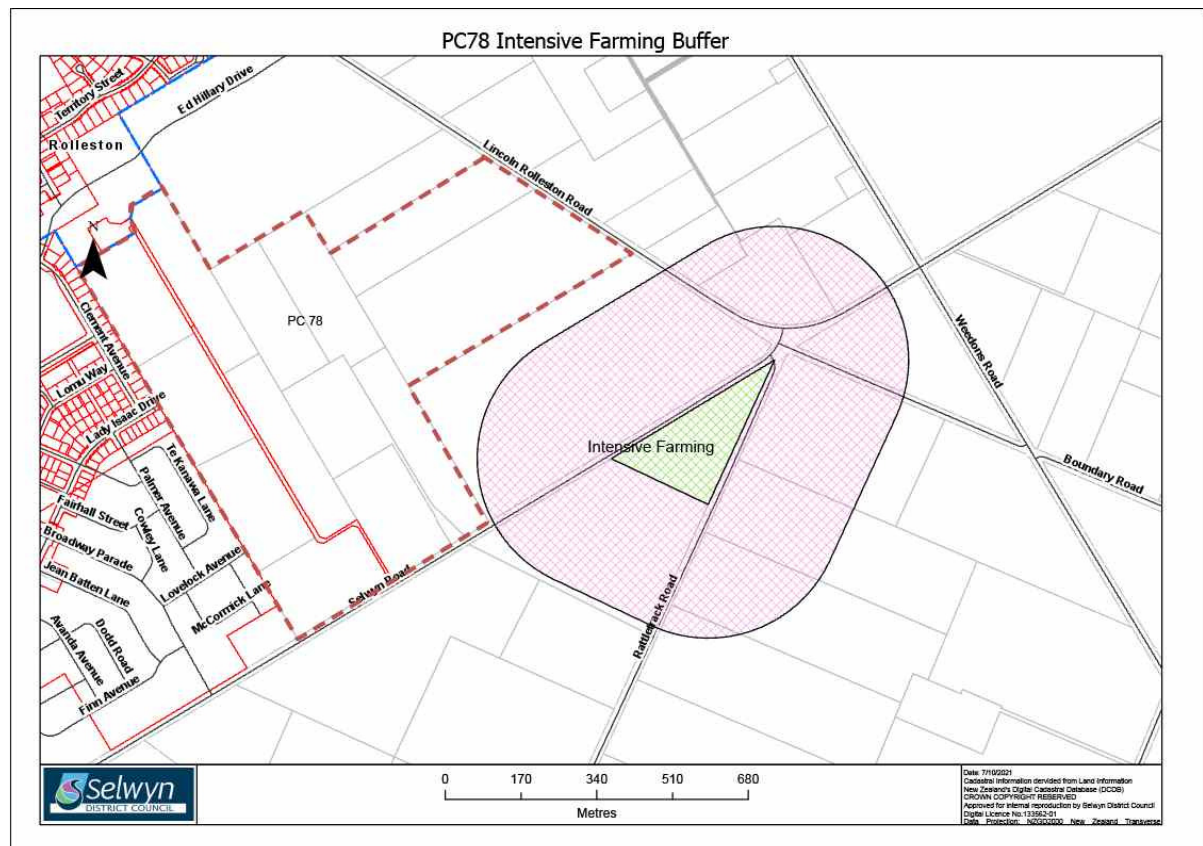 PC78 Intensive Farming Buffer
Territory Street
Ed Hillary Drive
Rolleston
Lincoln Rolleston Road
N
PC 78
Clement Avenue
Lomu Way
Lady Isaac Drive
Te Kanawa Lane
Palmer Avenue
Cowley Lane
Fairhall Street
Broadway Parade
Jean Batten Lane
Lovelock Avenue
McCormick Lane
Avanda Avenue
Dodd Road
Finn Avenue
Selwyn Road
Intensive Farming
Weedons Road
Boundary Road
Rattletrack Road
Selwyn
DISTRICT COUNCIL
0 170 340 510 680
Metres
Date: 7/10/2021
Cadastral Information dervided from Land Information
New Zealand's Digital Cadastral Database (DCDB)
CROWN COPYRIGHT RESERVED
Approved for internal reproduction by Selwyn District Council
Digital Licence No.133562-01
Data Projection: NZGD2000 New Zealand Transverse